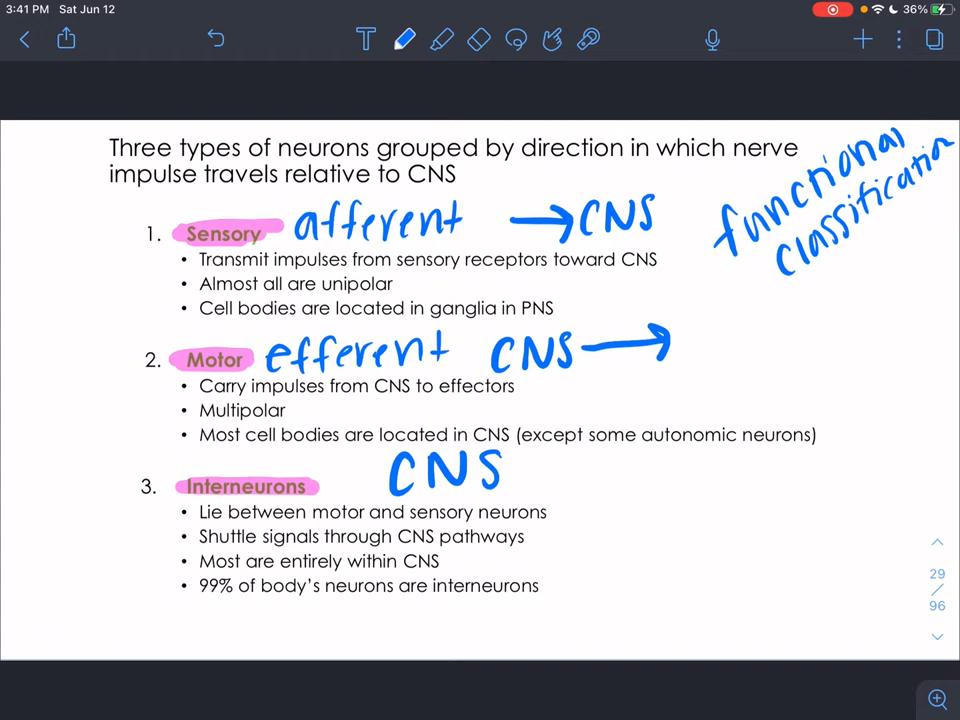 3:41 PM Sat Jun 12
36%
T
Three types of neurons grouped by direction in which nerve
impulse travels relative to CNS
functional
classification
1. Sensory afferent → CNS
• Transmit impulses from sensory receptors toward CNS
• Almost all are unipolar
• Cell bodies are located in ganglia in PNS
2. Motor efferent CNS →
• Carry impulses from CNS to effectors
• Multipolar
• Most cell bodies are located in CNS (except some autonomic neurons)
CNS
3. Interneurons
• Lie between motor and sensory neurons
• Shuttle signals through CNS pathways
• Most are entirely within CNS
• 99% of body's neurons are interneurons
29
/
96